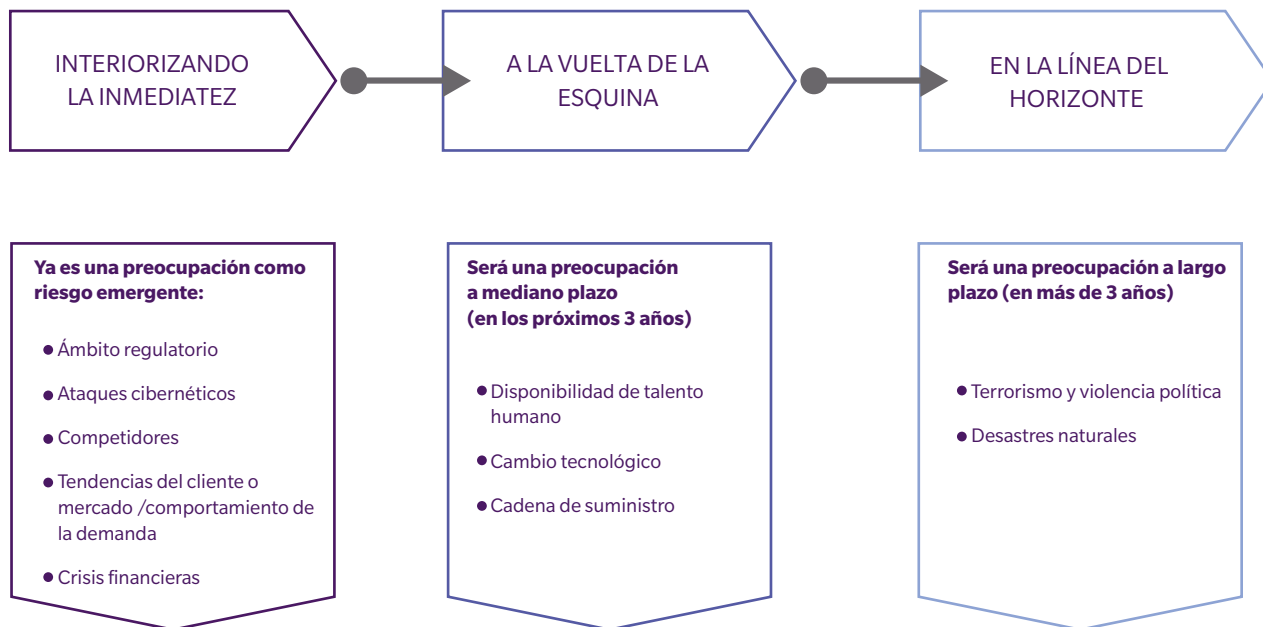 INTERIORIZANDO
LA INMEDIATEZ
A LA VUELTA DE LA
ESQUINA
EN LA LÍNEA DEL
HORIZONTE
Ya es una preocupación como
riesgo emergente:
● Ámbito regulatorio
● Ataques cibernéticos
● Competidores
● Tendencias del cliente o
mercado /comportamiento de
la demanda
● Crisis financieras
Será una preocupación
a mediano plazo
(en los próximos 3 años)
● Disponibilidad de talento
humano
● Cambio tecnológico
● Cadena de suministro
Será una preocupación a largo
plazo (en más de 3 años)
● Terrorismo y violencia política
● Desastres naturales